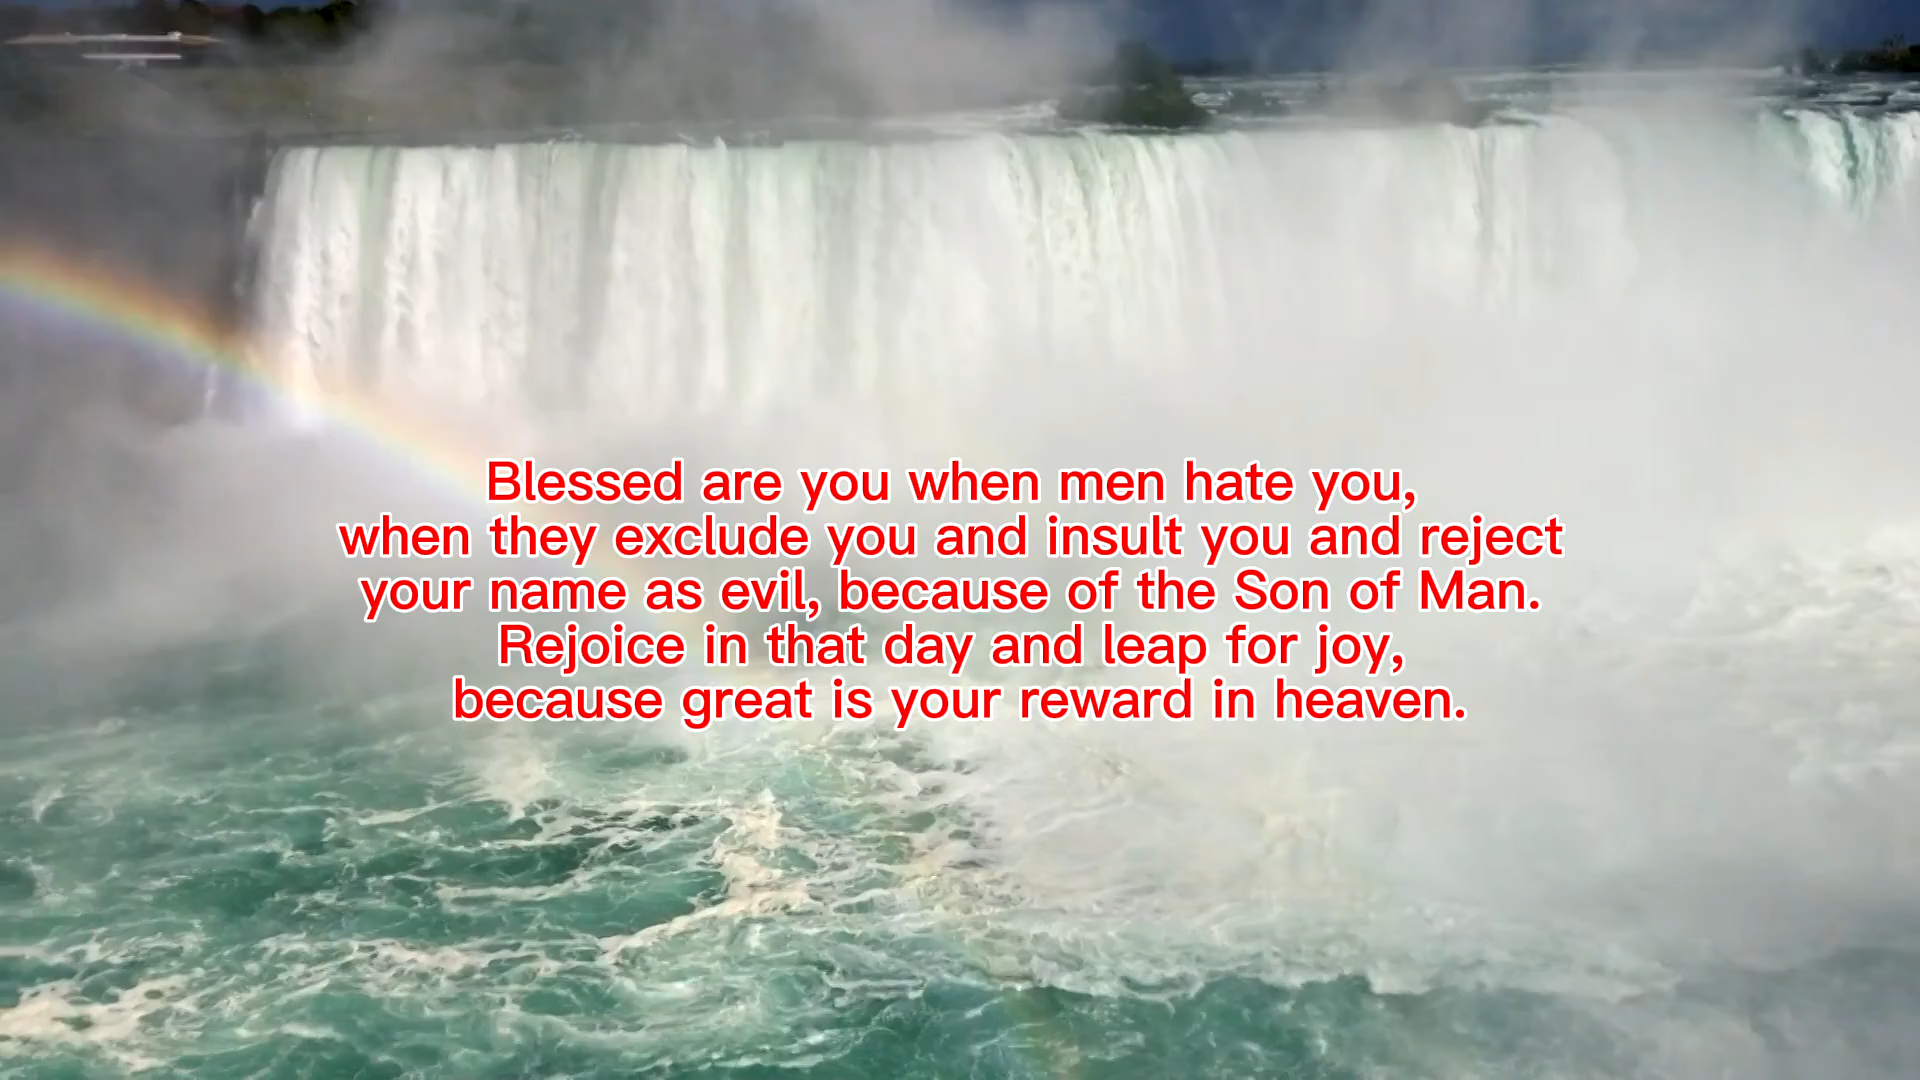 Blessed are you when men hate you,
when they exclude you and insult you and reject
your name as evil, because of the Son of Man.
Rejoice in that day and leap for joy,
because great is your reward in heaven.